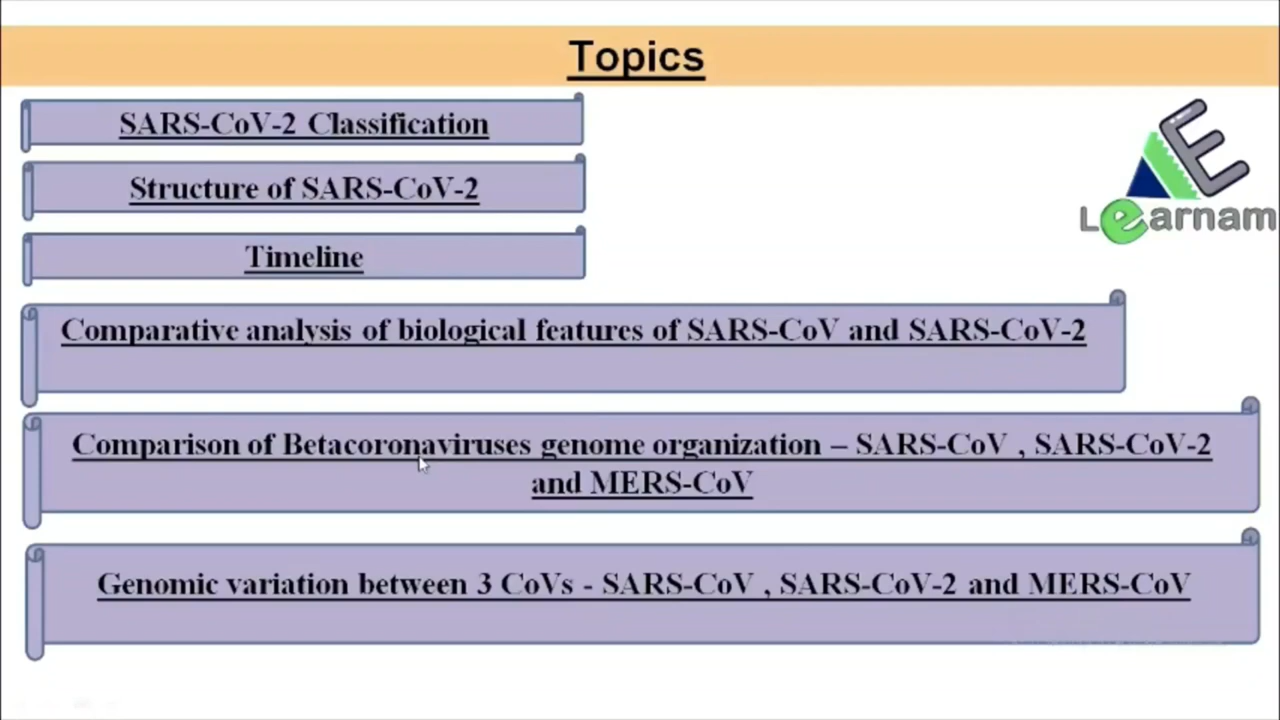 Topics
SARS-CoV-2 Classification
Structure of SARS-CoV-2
Timeline
Comparative analysis of biological features of SARS-CoV and SARS-CoV-2
Comparison of Betacoronaviruses genome organization – SARS-CoV , SARS-CoV-2
and MERS-CoV
Genomic variation between 3 CoVs - SARS-CoV , SARS-CoV-2 and MERS-CoV
E
Learnam